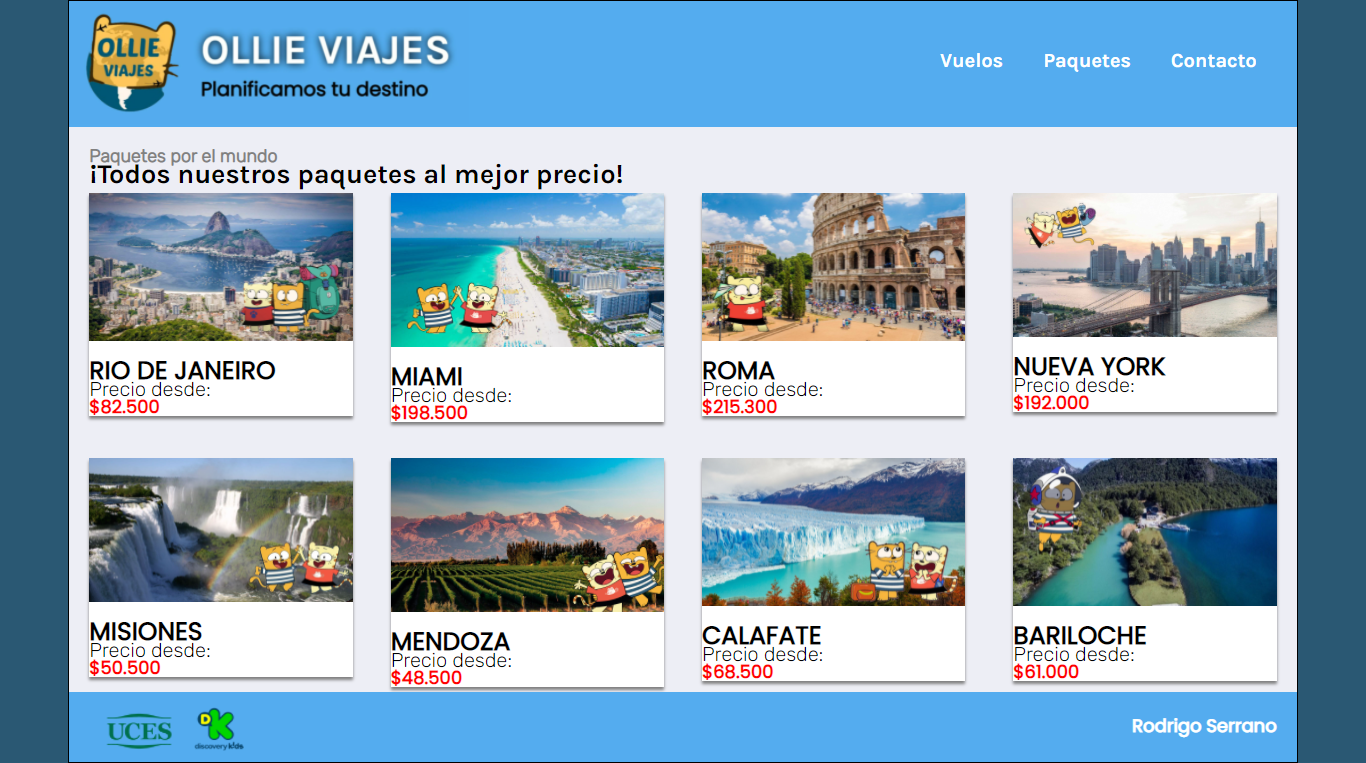 OLLIE
VIAJES
OLLIE VIAJES
Planificamos tu destino
Vuelos
Paquetes
Contacto
Paquetes por el mundo
¡Todos nuestros paquetes al mejor precio!
RIO DE JANEIRO
Precio desde:
$82.500
MIAMI
Precio desde:
$198.500
ROMA
Precio desde:
$215.300
NUEVA YORK
Precio desde:
$192.000
MISIONES
Precio desde:
$50.500
MENDOZA
Precio desde:
$48.500
CALAFATE
Precio desde:
$68.500
BARILOCHE
Precio desde:
$61.000
UCES
DK
discovery kids
Rodrigo Serrano